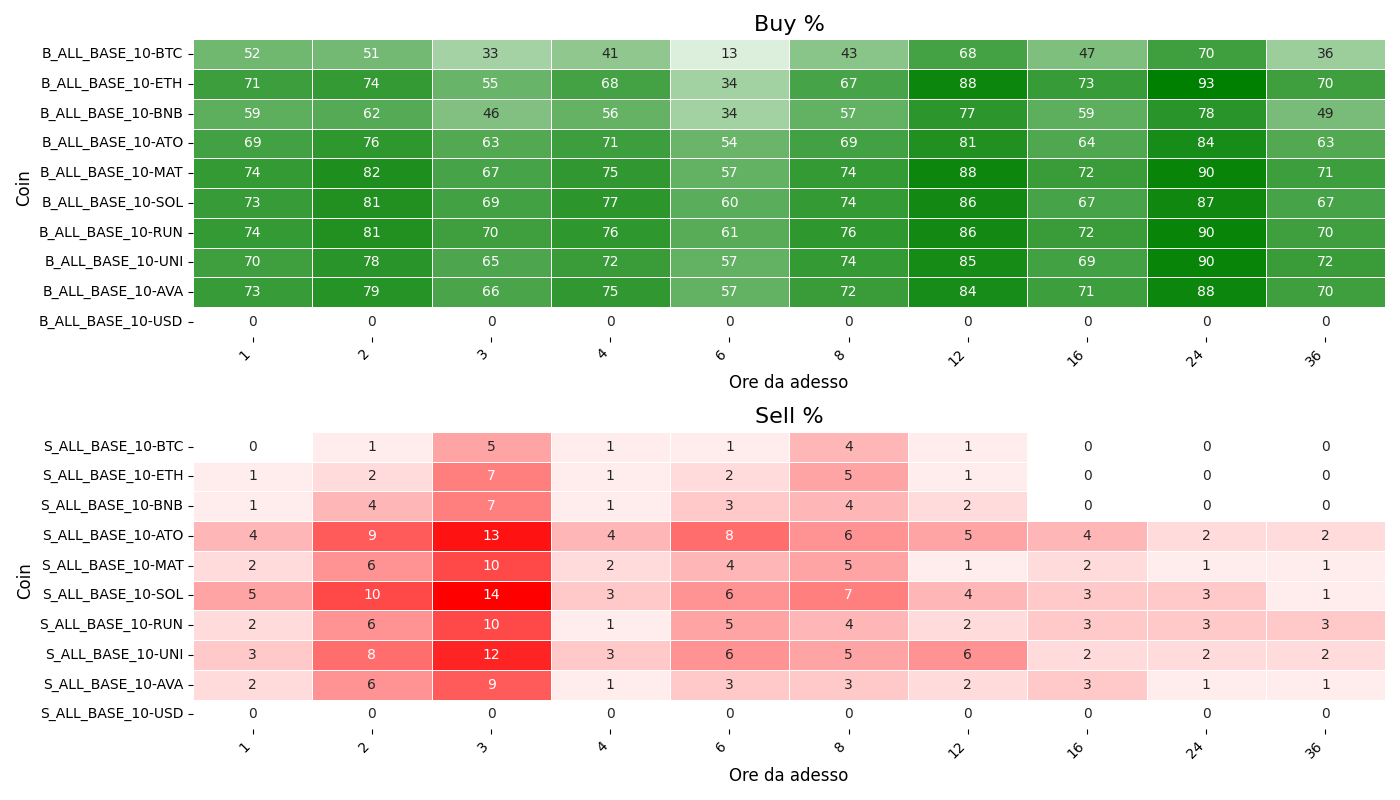 Buy %
Coin
B_ALL_BASE_10-BTC 52 51 33 41 13 43 68 47 70 36
B_ALL_BASE_10-ETH 71 74 55 68 34 67 88 73 93 70
B_ALL_BASE_10-BNB 59 62 46 56 34 57 77 59 78 49
B_ALL_BASE_10-ATO 69 76 63 71 54 69 81 64 84 63
B_ALL_BASE_10-MAT 74 82 67 75 57 74 88 72 90 71
B_ALL_BASE_10-SOL 73 81 69 77 60 74 86 67 87 67
B_ALL_BASE_10-RUN 74 81 70 76 61 76 86 72 90 70
B_ALL_BASE_10-UNI 70 78 65 72 57 74 85 69 90 72
B_ALL_BASE_10-AVA 73 79 66 75 57 72 84 71 88 70
B_ALL_BASE_10-USD 0 0 0 0 0 0 0 0 0 0
1 2 3 4 6 8 12 16 24 36
Ore da adesso
Sell %
Coin
S_ALL_BASE_10-BTC 0 1 5 1 1 4 1 0 0 0
S_ALL_BASE_10-ETH 1 2 7 1 2 5 1 0 0 0
S_ALL_BASE_10-BNB 1 4 7 1 3 4 2 0 0 0
S_ALL_BASE_10-ATO 4 9 13 4 8 6 5 4 2 2
S_ALL_BASE_10-MAT 2 6 10 2 4 5 1 2 1 1
S_ALL_BASE_10-SOL 5 10 14 3 6 7 4 3 3 1
S_ALL_BASE_10-RUN 2 6 10 1 5 4 2 3 3 3
S_ALL_BASE_10-UNI 3 8 12 3 6 5 6 2 2 2
S_ALL_BASE_10-AVA 2 6 9 1 3 3 2 3 1 1
S_ALL_BASE_10-USD 0 0 0 0 0 0 0 0 0 0
1 2 3 4 6 8 12 16 24 36
Ore da adesso